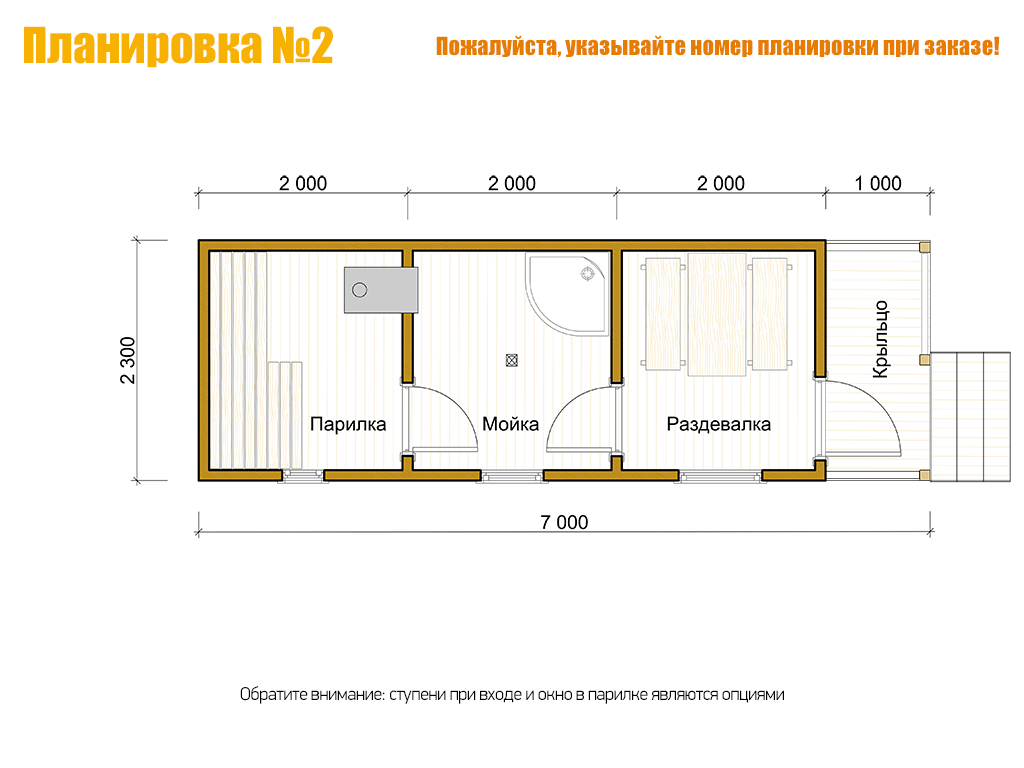 Планировка №2
Пожалуйста, указывайте номер планировки при заказе!
2 000
2 000
2 000
1 000
2 300
Крыльцо
Парилка
Мойка
Раздевалка
7 000
Обратите внимание: ступени при входе и окно в парилке являются опциями